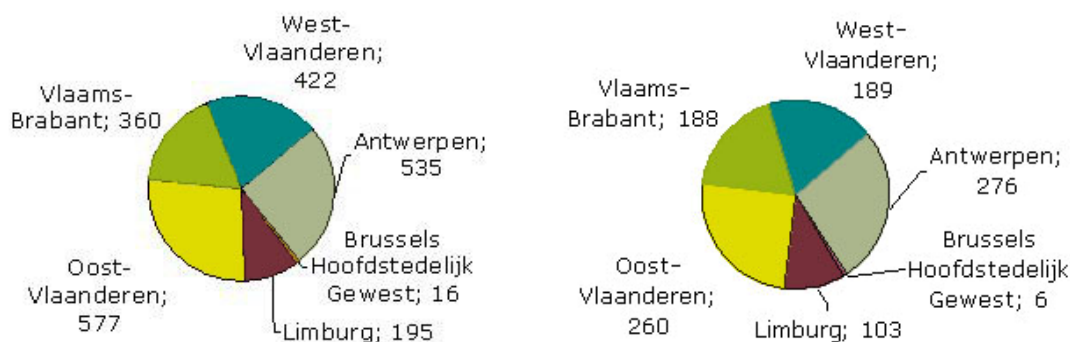 West-
Vlaanderen;
422
Vlaams-
Brabant; 360
Antwerpen;
535
Brussels
Hoofdstedelijk
Gewest; 16
Oost-
Vlaanderen;
577
Limburg; 195
West-
Vlaanderen;
189
Vlaams-
Brabant; 188
Antwerpen;
276
Brussels
Hoofdstedelijk
Gewest; 6
Oost-
Vlaanderen;
260
Limburg; 103